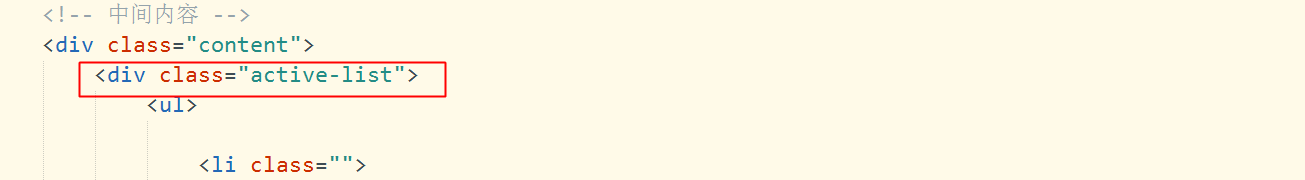 <!-- 中间内容 -->
<div class="content">
<div class="active-list">
<ul>
<li class="">